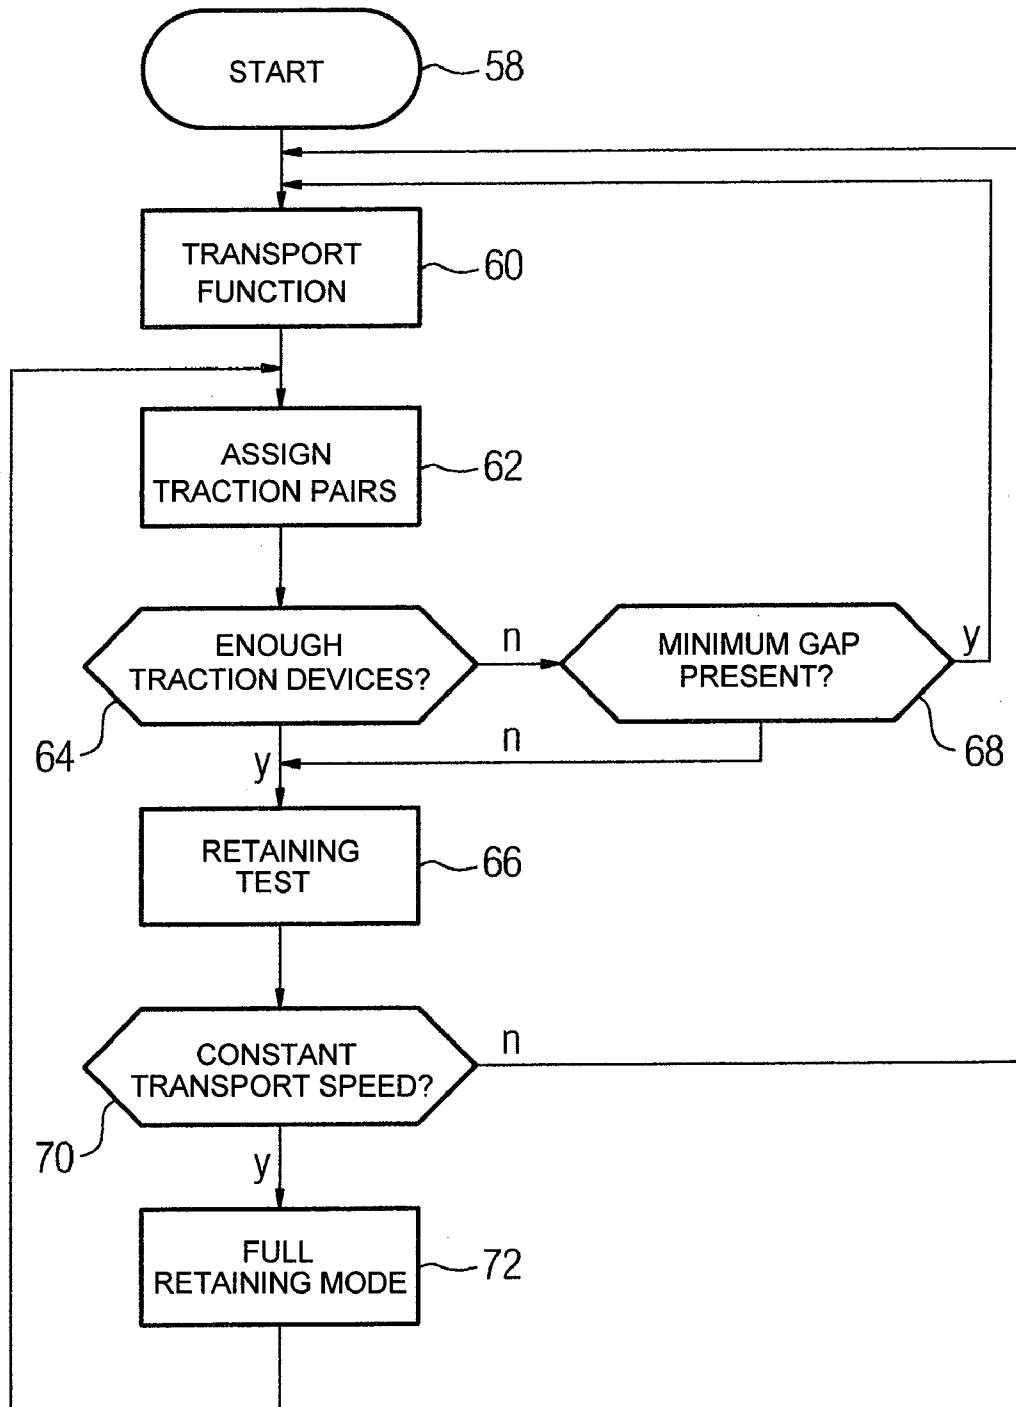 START
58
TRANSPORT
FUNCTION
60
ASSIGN
TRACTION PAIRS
62
ENOUGH
TRACTION DEVICES?
64
n
MINIMUM GAP
PRESENT?
y
68
n
y
RETAINING
TEST
66
CONSTANT
TRANSPORT SPEED?
n
70
y
FULL
RETAINING MODE
72